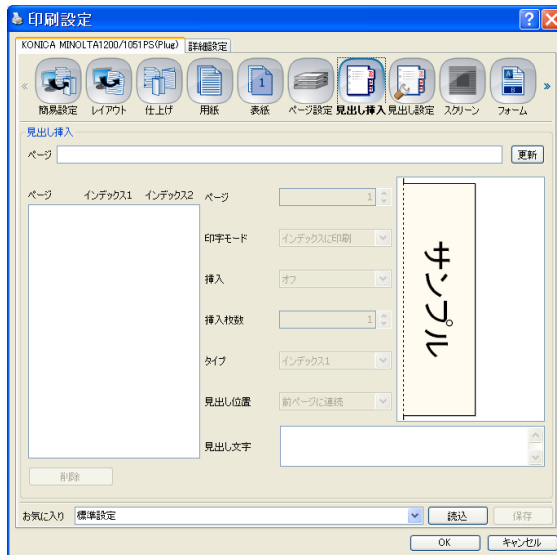 印刷設定
KONICA MINOLTA1200/1051PS(Plug) 詳細設定
簡易設定 レイアウト 仕上げ 用紙 表紙 ページ設定 見出し挿入 見出し設定 スクリーン フォーム
見出し挿入
ページ 更新
ページ インデックス1 インデックス2
ページ 1
印字モード インデックスに印刷
挿入 オフ
挿入枚数 1
タイプ インデックス1
見出し位置 前ページに連続
見出し文字
サンプル
削除
お気に入り 標準設定 読込 保存
OK キャンセル